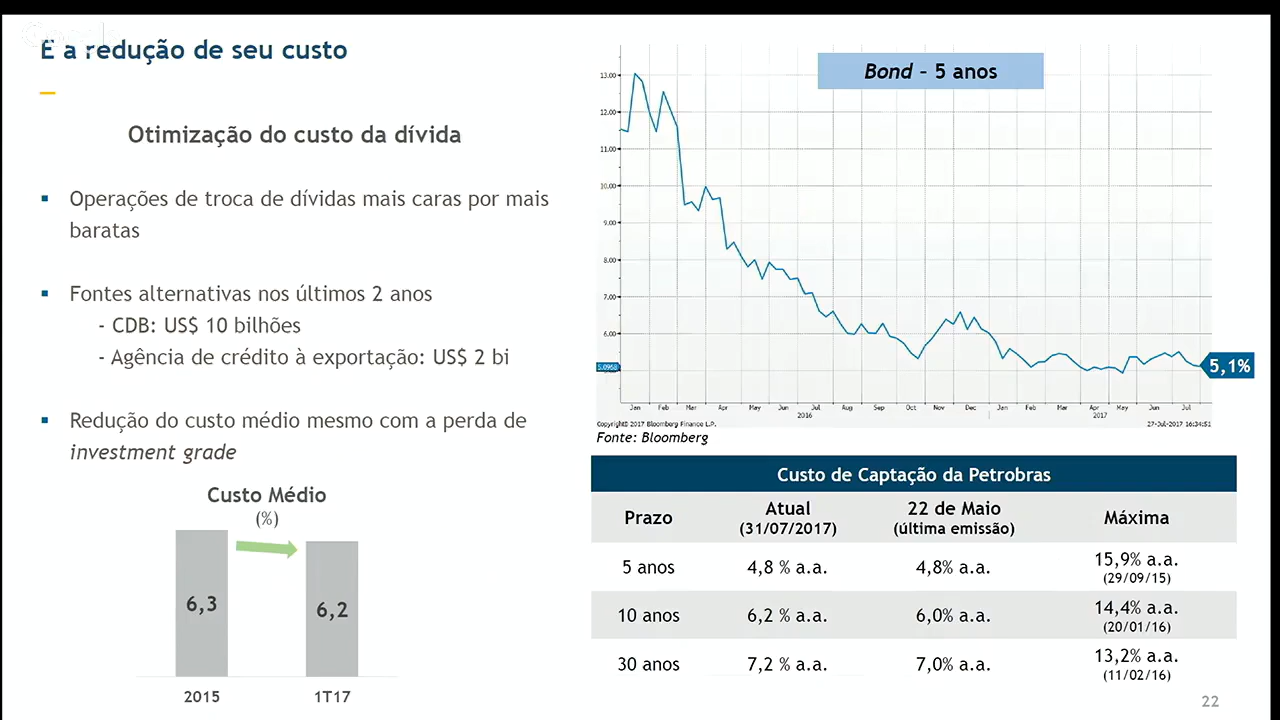 E a redução de seu custo
Otimização do custo da dívida
▪ Operações de troca de dívidas mais caras por mais
baratas
▪ Fontes alternativas nos últimos 2 anos
- CDB: US$ 10 bilhões
- Agência de crédito à exportação: US$ 2 bi
▪ Redução do custo médio mesmo com a perda de
investment grade
Custo Médio
(%)
6,3
6,2
2015
1T17
Bond – 5 anos
13.00
12.00
11.00
10.00
9.00
8.00
7.00
6.00
5.0968
5,1%
Jan Feb Mar Apr May Jun Jul Aug Sep Oct Nov Dec Jan Feb Mar Apr May Jun Jul
2016 2017
Copyright© 2017 Bloomberg Finance L.P. 27-Jul-2017 16:34:51
Fonte: Bloomberg
Custo de Captação da Petrobras
Prazo Atual 22 de Maio Máxima
(31/07/2017) (última emissão)
5 anos 4,8 % a.a. 4,8% a.a. 15,9% a.a.
(29/09/15)
10 anos 6,2 % a.a. 6,0% a.a. 14,4% a.a.
(20/01/16)
30 anos 7,2 % a.a. 7,0% a.a. 13,2% a.a.
(11/02/16)
22